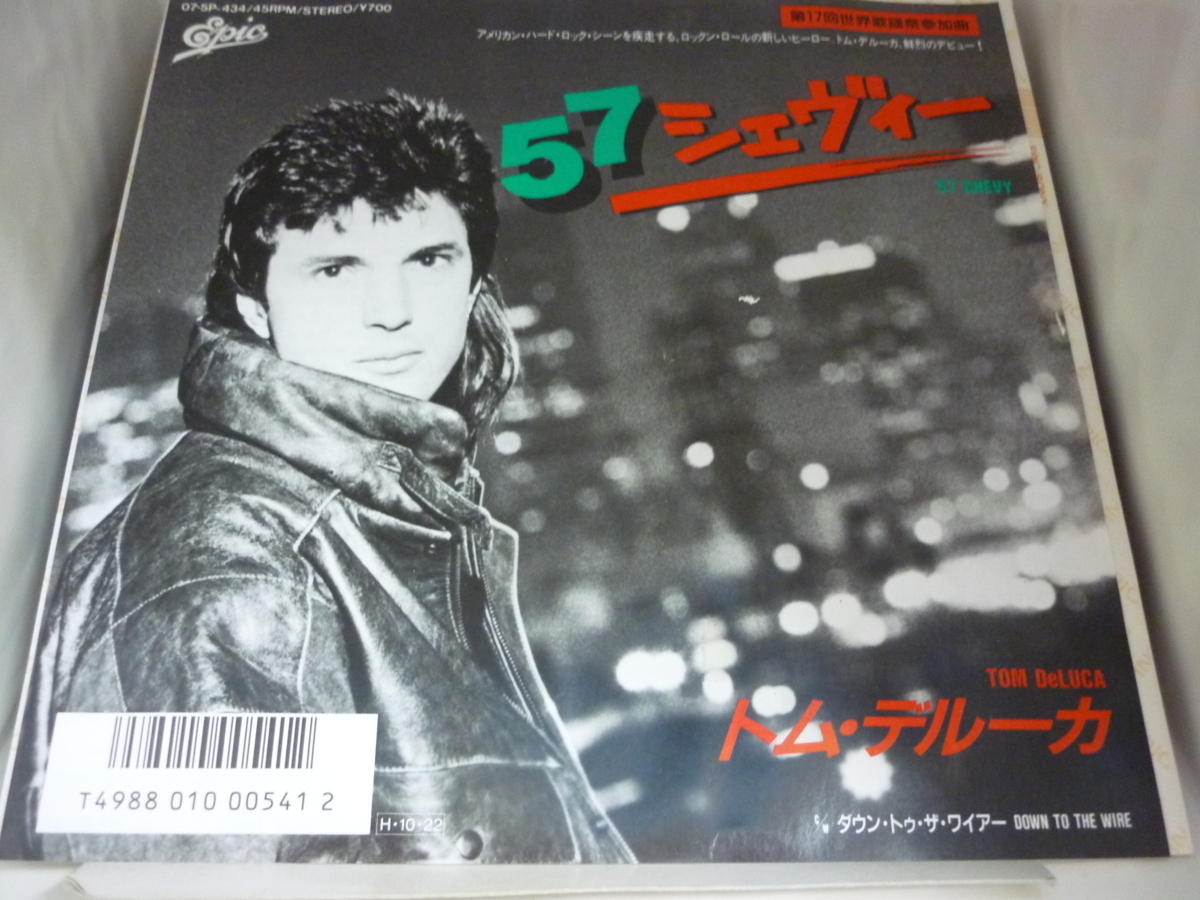 07・5P-434/45RPM/STEREO/¥700
Epic
第17回世界歌謡祭参加曲
アメリカン・ハード・ロック・シーンを疾走する、ロックン・ロールの新しいヒーロー、トム・デルーカ、鮮烈のデビュー!
57シェヴィー
'57 CHEVY
TOM DeLUCA
トム・デルーカ
T4988 010 00541 2
H・10・22
c/w ダウン・トゥ・ザ・ワイアー DOWN TO THE WIRE